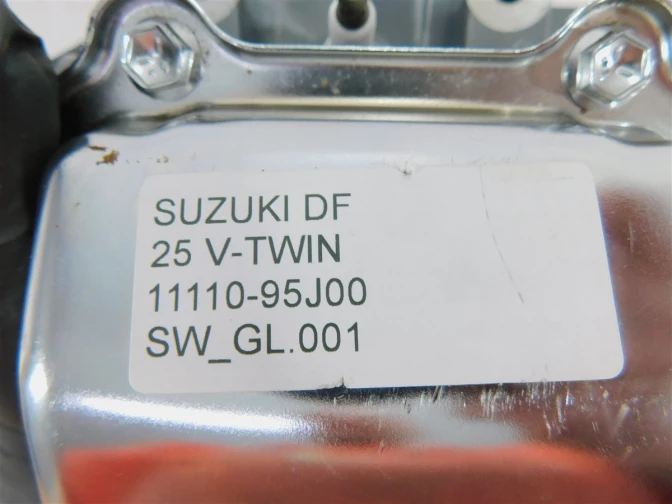 SUZUKI DF
25 V-TWIN
11110-95J00
SW_GL.001